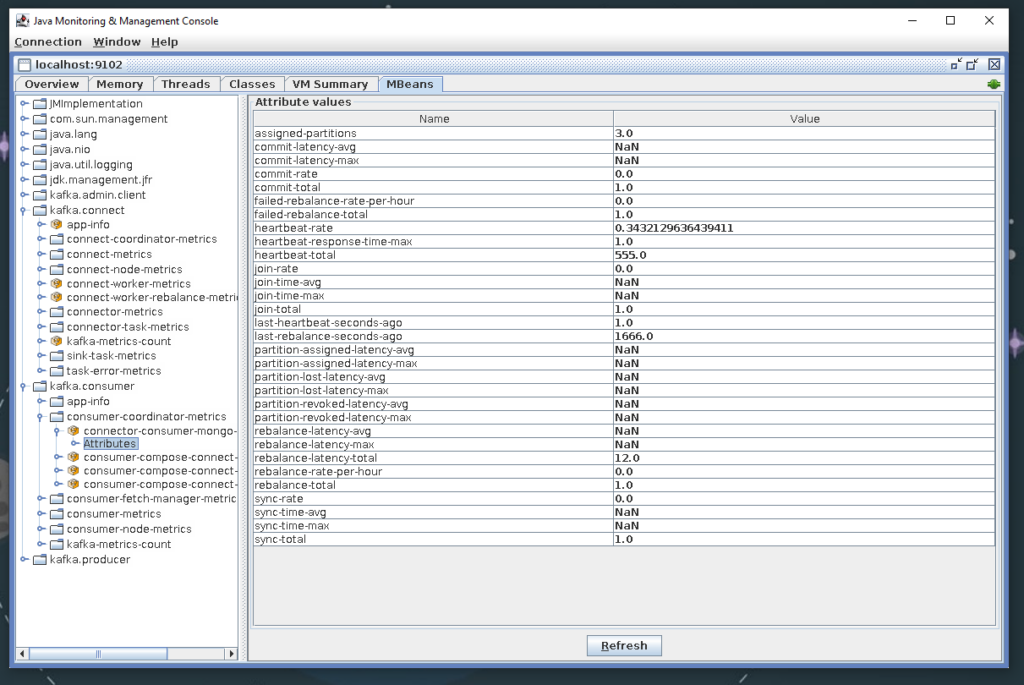 Java Monitoring & Management Console
Connection Window Help
localhost:9102
Overview Memory Threads Classes VM Summary MBeans
JMImplementation
com.sun.management
java.lang
java.nio
java.util.logging
jdk.management.jfr
kafka.admin.client
kafka.connect
app-info
connect-coordinator-metrics
connect-metrics
connect-node-metrics
connect-worker-metrics
connect-worker-rebalance-metri
connector-metrics
connector-task-metrics
kafka-metrics-count
sink-task-metrics
task-error-metrics
kafka.consumer
app-info
consumer-coordinator-metrics
connector-consumer-mongo-
Attributes
consumer-compose-connect-
consumer-compose-connect-
consumer-compose-connect-
consumer-fetch-manager-metric
consumer-metrics
consumer-node-metrics
kafka-metrics-count
kafka.producer
Attribute values
Name Value
assigned-partitions 3.0
commit-latency-avg NaN
commit-latency-max NaN
commit-rate 0.0
commit-total 1.0
failed-rebalance-rate-per-hour 0.0
failed-rebalance-total 1.0
heartbeat-rate 0.3432129636439411
heartbeat-response-time-max 1.0
heartbeat-total 555.0
join-rate 0.0
join-time-avg NaN
join-time-max NaN
join-total 1.0
last-heartbeat-seconds-ago 1.0
last-rebalance-seconds-ago 1666.0
partition-assigned-latency-avg NaN
partition-assigned-latency-max NaN
partition-lost-latency-avg NaN
partition-lost-latency-max NaN
partition-revoked-latency-avg NaN
partition-revoked-latency-max NaN
rebalance-latency-avg NaN
rebalance-latency-max NaN
rebalance-latency-total 12.0
rebalance-rate-per-hour 0.0
rebalance-total 1.0
sync-rate 0.0
sync-time-avg NaN
sync-time-max NaN
sync-total 1.0
Refresh